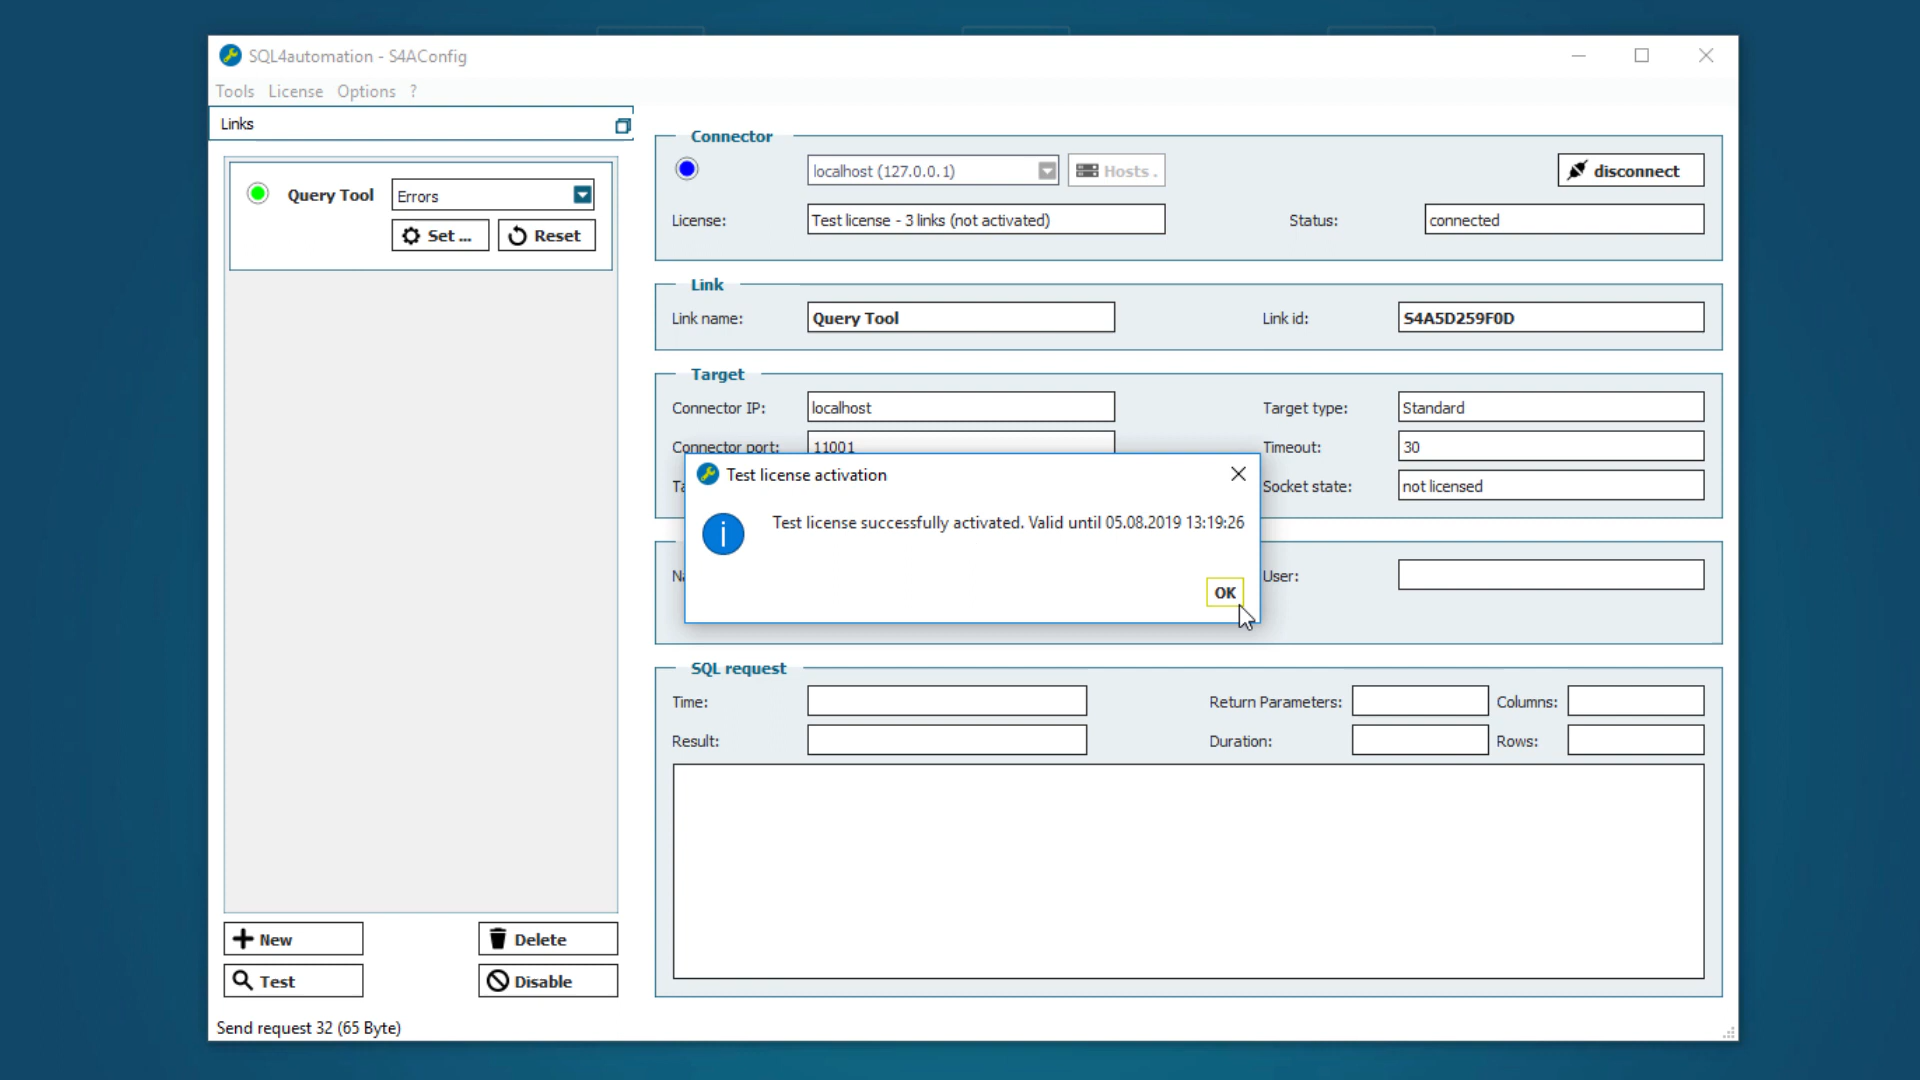 SQL4automation - S4AConfig
Tools License Options ?
Links
Query Tool Errors
Set ... Reset
Connector
localhost (127.0.0.1) Hosts . disconnect
License: Test license - 3 links (not activated) Status: connected
Link
Link name: Query Tool Link id: S4A5D259F0D
Target
Connector IP: localhost Target type: Standard
Connector port: 11001 Timeout: 30
Socket state: not licensed
Test license activation
Test license successfully activated. Valid until 05.08.2019 13:19:26
OK
User:
SQL request
Time: Return Parameters: Columns:
Result: Duration: Rows:
New Delete
Test Disable
Send request 32 (65 Byte)